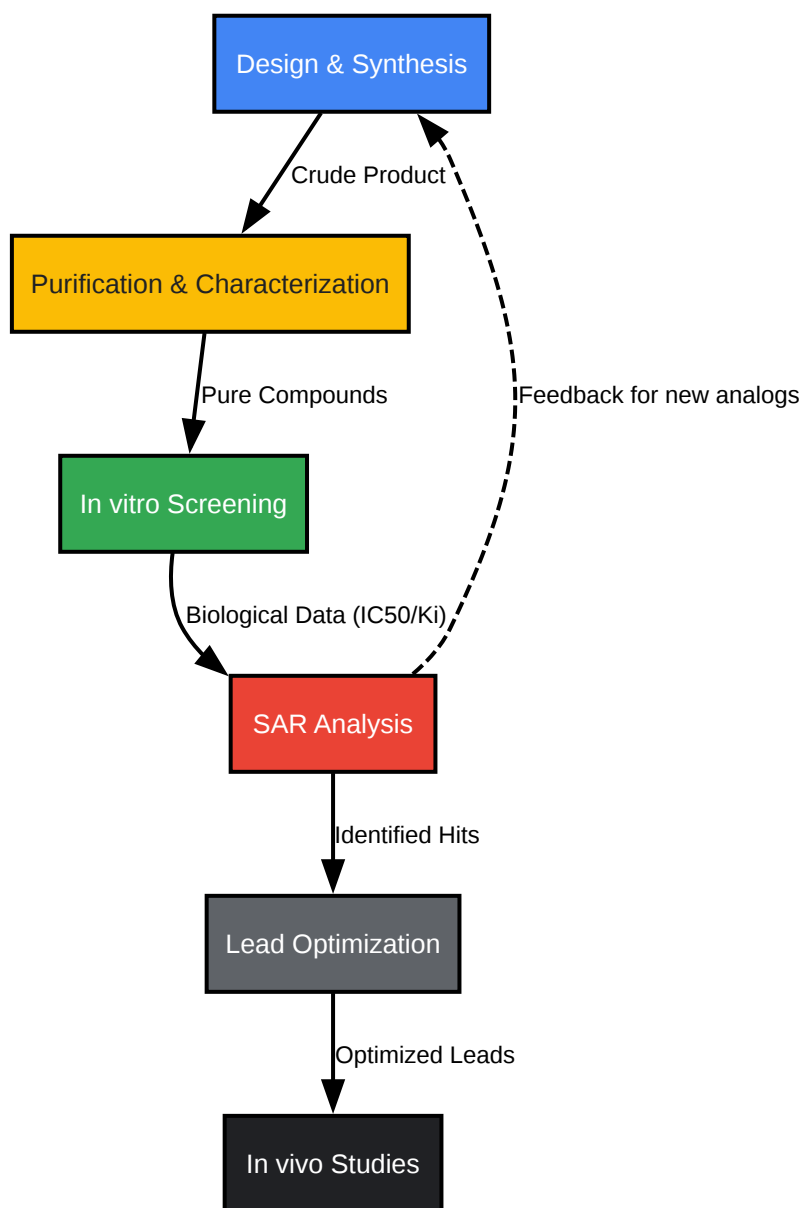 Design & Synthesis
Crude Product
Purification & Characterization
Pure Compounds
Feedback for new analogs
In vitro Screening
Biological Data (IC50/Ki)
SAR Analysis
Identified Hits
Lead Optimization
Optimized Leads
In vivo Studies